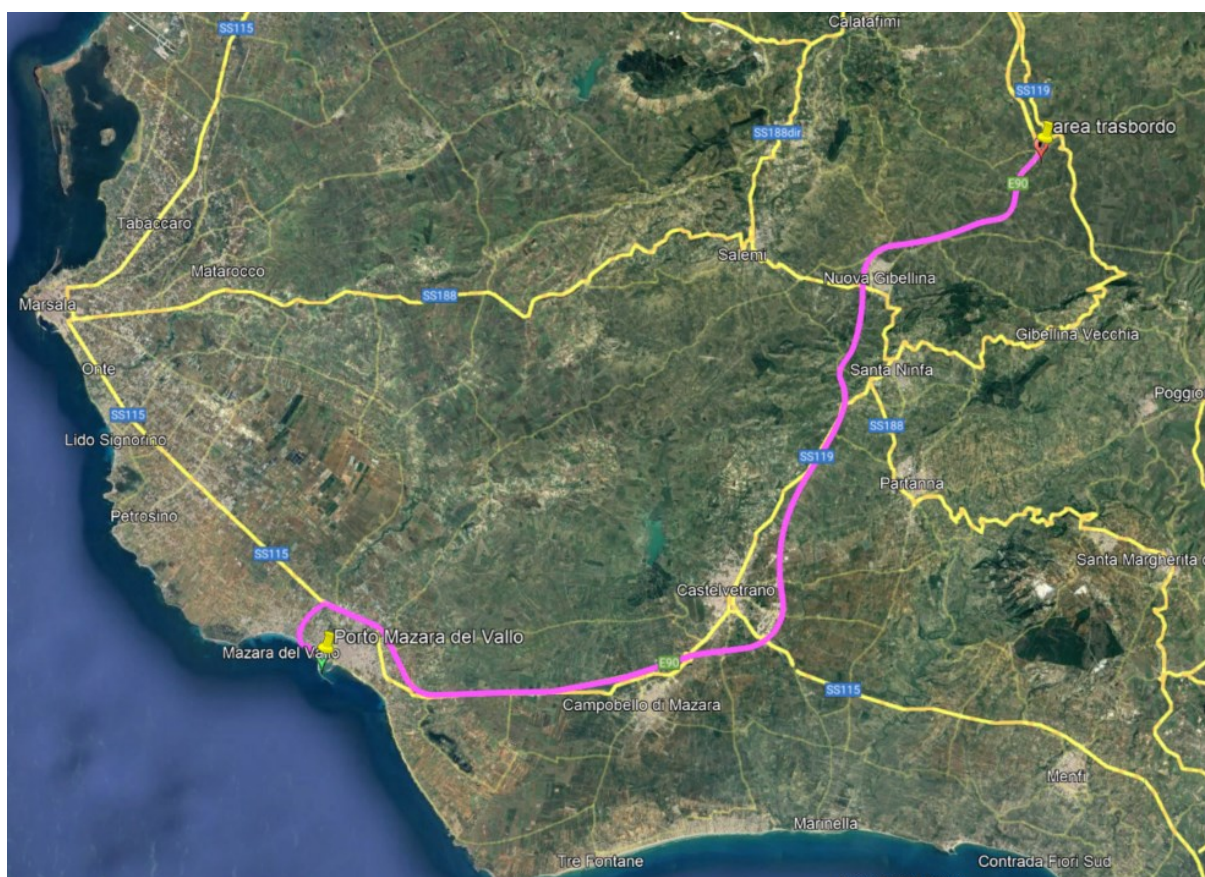 Calatafimi
SS115
SS119
area trasbordo
SS188dir
E90
Tabaccaro
Salemi
Matarocco
Nuova Gibellina
SS188
Marsala
Gibellina Vecchia
Onte
Santa Ninfa
Poggio
SS115
SS188
Lido Signorino
SS119
Partanna
Petrosino
SS115
Santa Margherita
Castelvetrano
Porto Mazara del Vallo
Mazara del Vallo
E90
SS115
Campobello di Mazara
Menfi
Marinella
Tre Fontane
Contrada Fiori Sud